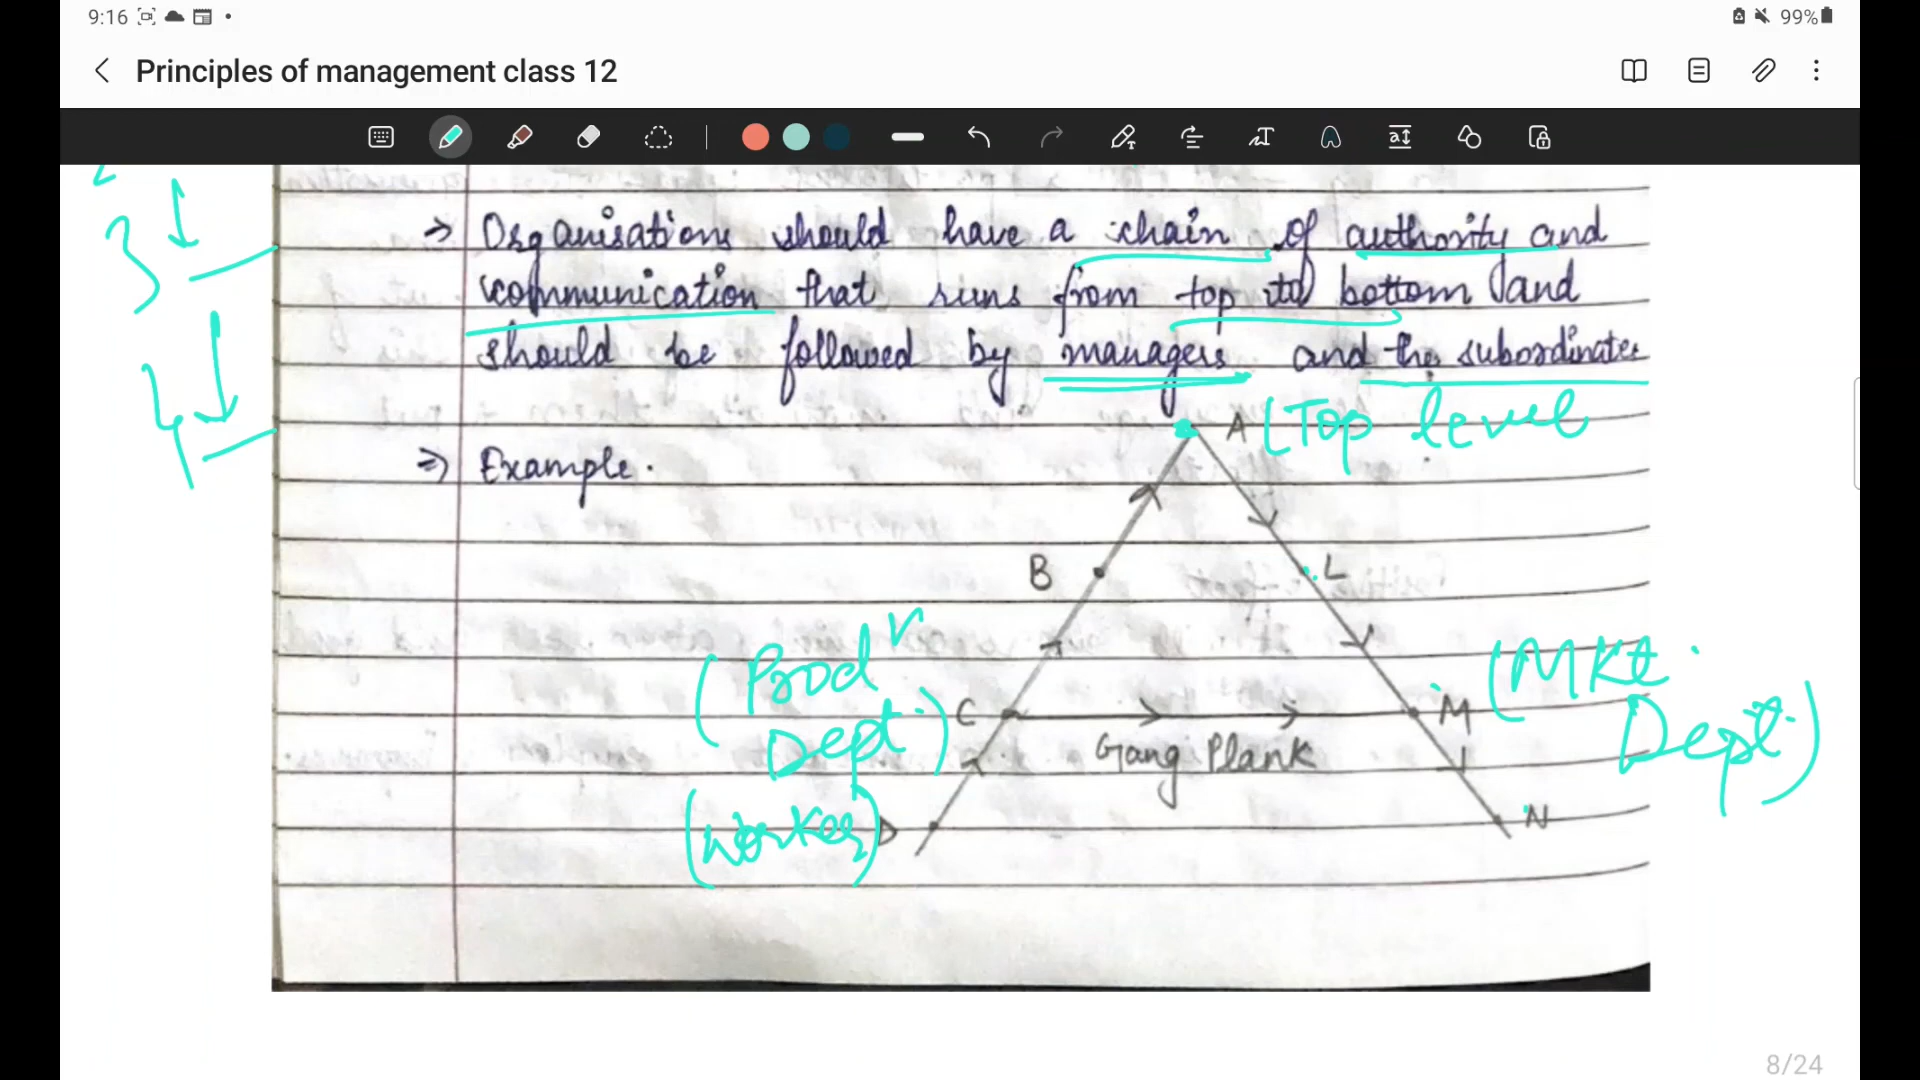 9:16
99%
Principles of management class 12
3
4
→ Organisations should have a chain of authority and
communication that runs from top to bottom and
should be followed by managers and the subordinates
A (Top level
⇒ Example.
B
L
(Prod
Dept.)
C
M
(Mkt.
Dept.)
Gang Plank
(worker)
D
N
8/24